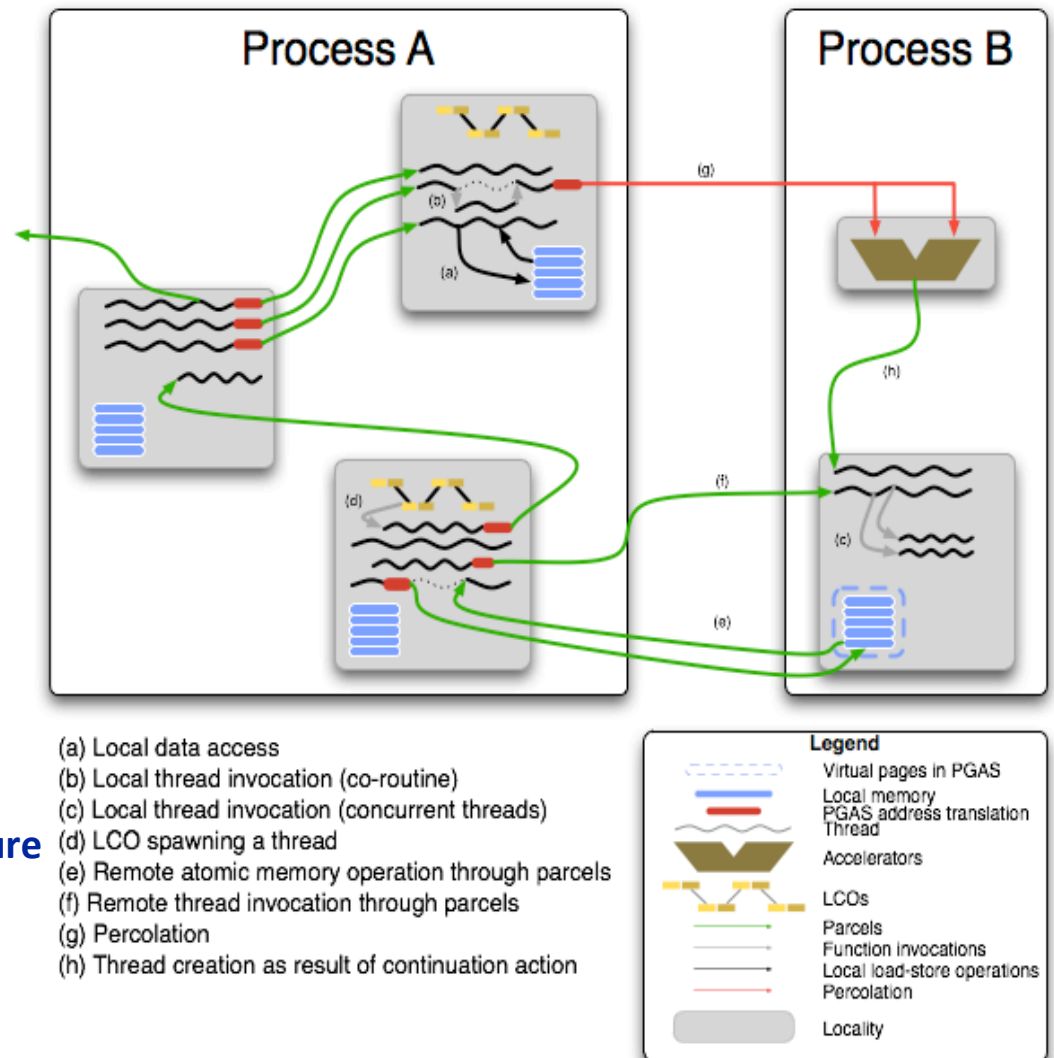 Process A
Process B
(g)
(b)
(a)
(h)
(d)
(f)
(c)
(e)
(a) Local data access
(b) Local thread invocation (co-routine)
(c) Local thread invocation (concurrent threads)
ure
(d) LCO spawning a thread
(e) Remote atomic memory operation through parcels
(f) Remote thread invocation through parcels
(g) Percolation
(h) Thread creation as result of continuation action
Legend
Virtual pages in PGAS
Local memory
PGAS address translation
Thread
Accelerators
LCOs
Parcels
Function invocations
Local load-store operations
Percolation
Locality